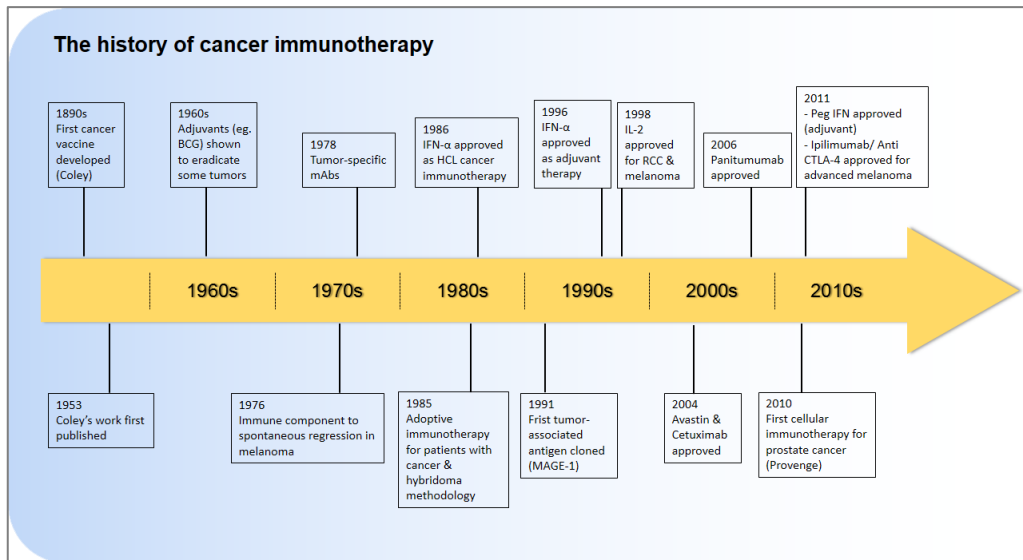 The history of cancer immunotherapy
1890s
First cancer
vaccine
developed
(Coley)
1960s
Adjuvants (eg.
BCG) shown
to eradicate
some tumors
1978
Tumor-specific
mAbs
1986
IFN-α approved
as HCL cancer
immunotherapy
1996
IFN-α
approved
as adjuvant
therapy
1998
IL-2
approved
for RCC &
melanoma
2006
Panitumumab
approved
2011
- Peg IFN approved
(adjuvant)
- Ipilimumab/ Anti
CTLA-4 approved for
advanced melanoma
1960s
1970s
1980s
1990s
2000s
2010s
1953
Coley's work first
published
1976
Immune component to
spontaneous regression in
melanoma
1985
Adoptive
immunotherapy
for patients with
cancer &
hybridoma
methodology
1991
Frist tumor-
associated
antigen cloned
(MAGE-1)
2004
Avastin &
Cetuximab
approved
2010
First cellular
immunotherapy for
prostate cancer
(Provenge)